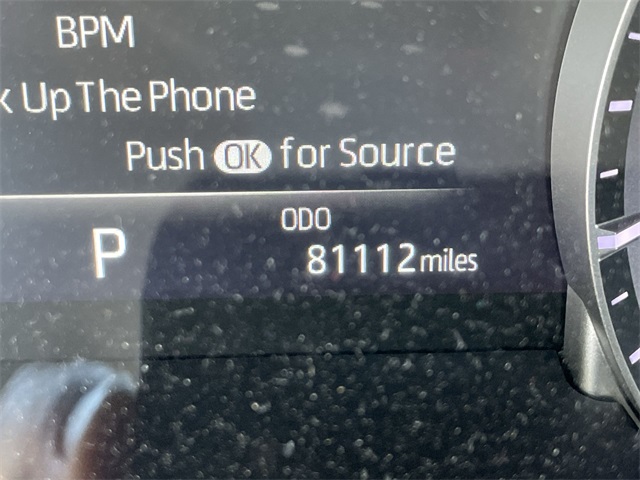 BPM
k Up The Phone
Push OK for Source
ODO
P 81112 miles